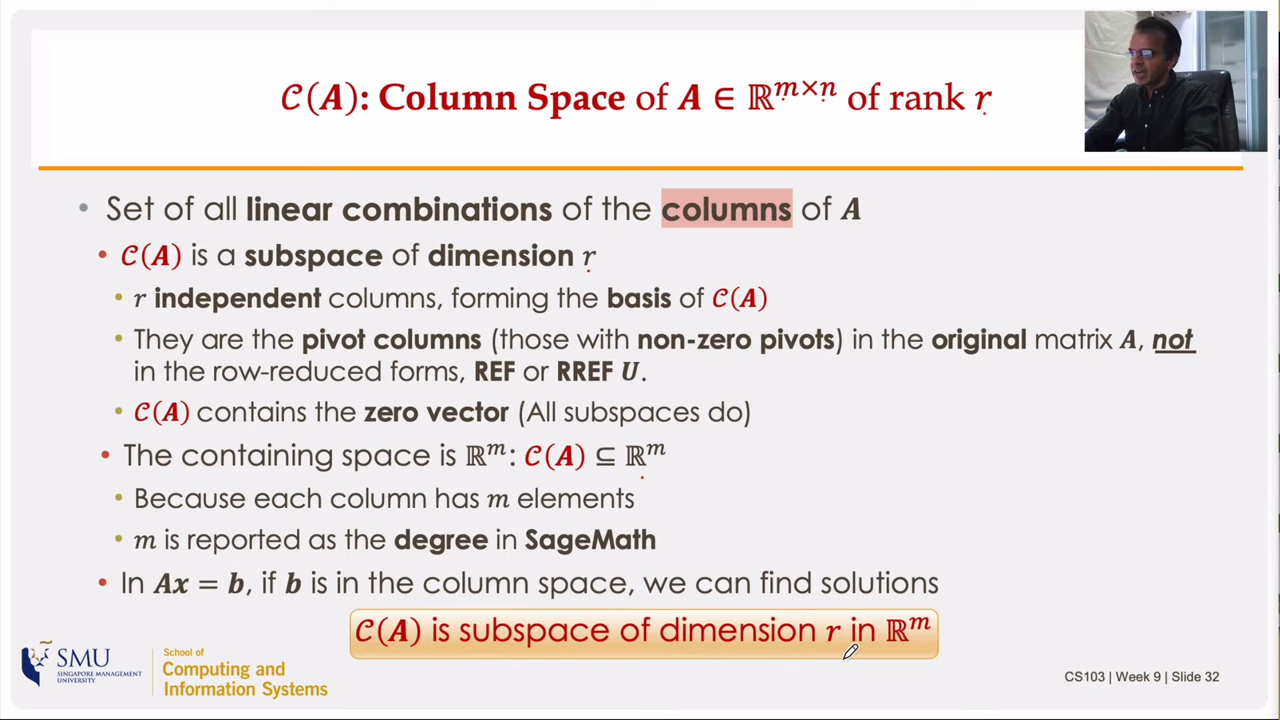 𝒞(A): Column Space of A ∈ ℝᵐˣⁿ of rank r
• Set of all linear combinations of the columns of A
• 𝒞(A) is a subspace of dimension r
• r independent columns, forming the basis of 𝒞(A)
• They are the pivot columns (those with non-zero pivots) in the original matrix A, not
in the row-reduced forms, REF or RREF U.
• 𝒞(A) contains the zero vector (All subspaces do)
• The containing space is ℝᵐ: 𝒞(A) ⊆ ℝᵐ
• Because each column has m elements
• m is reported as the degree in SageMath
• In Ax = b, if b is in the column space, we can find solutions
𝒞(A) is subspace of dimension r in ℝᵐ
SMU
SINGAPORE MANAGEMENT
UNIVERSITY
School of
Computing and
Information Systems
CS103 | Week 9 | Slide 32